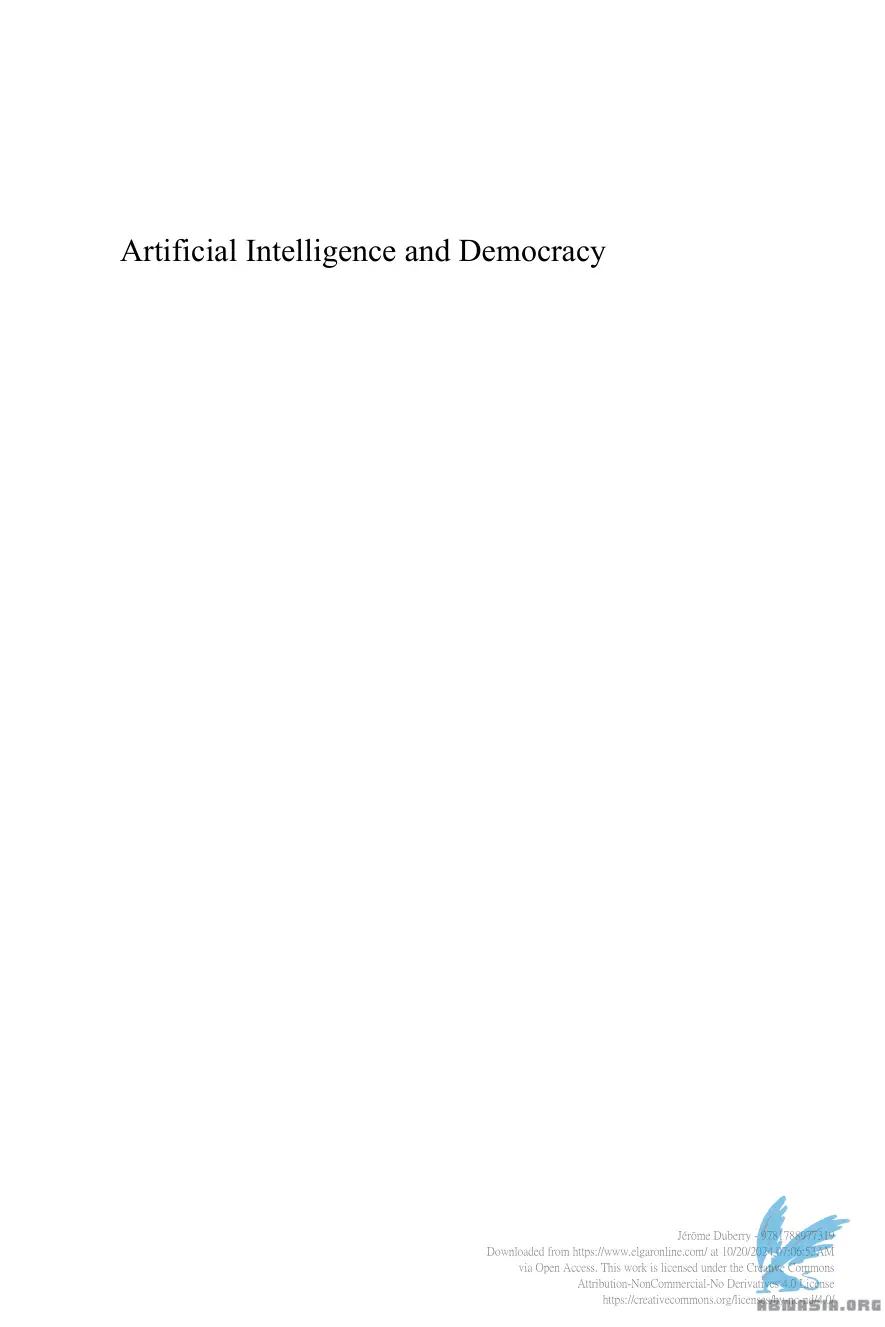 Artificial Intelligence and Democracy
Jérôme Duberry - 9781788977319
Downloaded from https://www.elgaronline.com/ at 10/20/2024 07:06:52AM
via Open Access. This work is licensed under the Creative Commons
Attribution-NonCommercial-No Derivatives 4.0 License
https://creativecommons.org/licenses/by-nc-nd/4.0/
ABNASIA.ORG